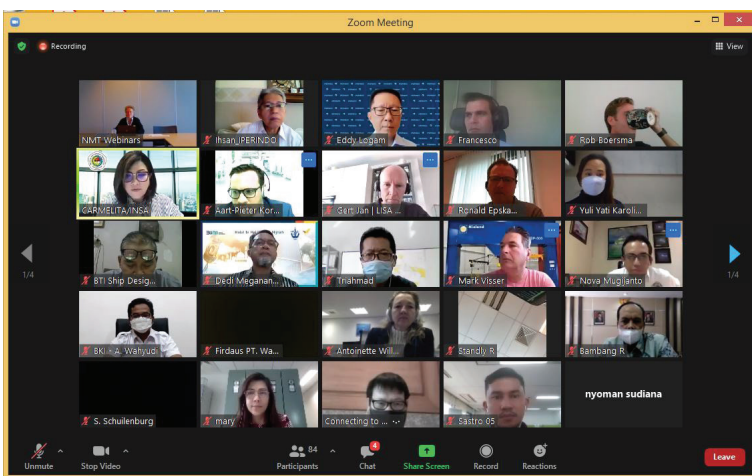 Zoom Meeting
Recording
View
NMT Webinars
Ihsan IPERINDO
Eddy Logam
Francesco
Rob Boersma
CARMELITA/INSA
Aart-Pieter Kor...
Gert Jan | LISA ...
Ronald Epska...
Yuli Yati Karoli...
BTI Ship Desig...
Dedi Meganan...
Triahmad
Mark Visser
Nova Mugijanto
1/4
1/4
BKI - A. Wahyudi
Firdaus PT. Wa...
Antoinette Will...
Standly R
Bambang R
S. Schuilenburg
mary
Connecting to ...
Sastro 05
nyoman sudiana
Unmute
Stop Video
84
Participants
4
Chat
Share Screen
Record
Reactions
Leave